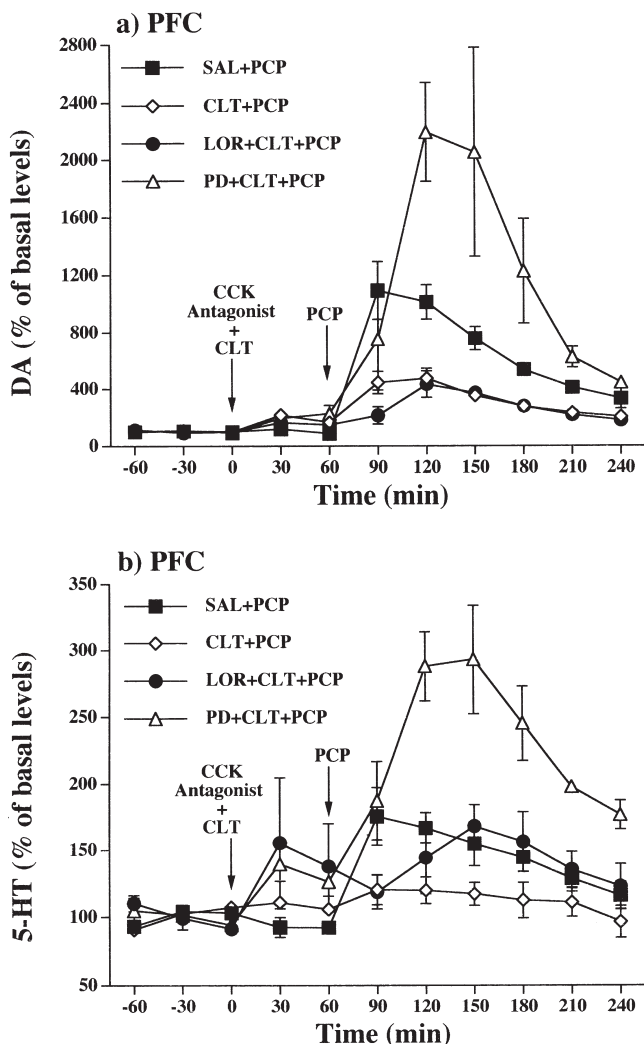 a) PFC
2800
2400
2000
1600
1200
800
400
0
DA (% of basal levels)
SAL+PCP
CLT+PCP
LOR+CLT+PCP
PD+CLT+PCP
CCK
Antagonist
+
CLT
PCP
-60 -30 0 30 60 90 120 150 180 210 240
Time (min)
b) PFC
350
300
250
200
150
100
50
5-HT (% of basal levels)
SAL+PCP
CLT+PCP
LOR+CLT+PCP
PD+CLT+PCP
CCK
Antagonist
+
CLT
PCP
-60 -30 0 30 60 90 120 150 180 210 240
Time (min)